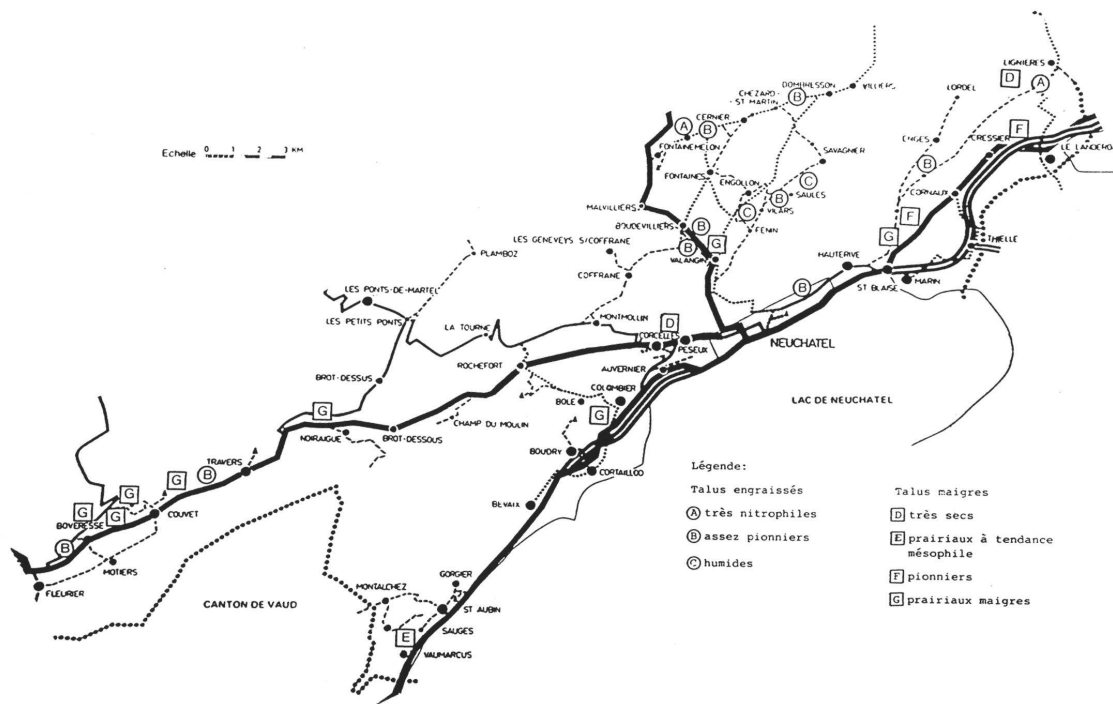 LIGNIERES
D
A
DOMBRESSON
VILLIERS
B
CHEZARD
ST MARTIN
LORDEL
CERNIER
A
B
F
ENGES
CRESSIER
Echelle 0 1 2 3 KM
FONTAINEMELON
SAVAGNIER
LE LANDERON
B
FONTAINES
ENGOLLON
C
SAULES
B
CORNAUX
MALVILLIERS
C
VILARS
F
BOUDEVILLIERS
B
FENIN
LES GENEVEYS S/COFFRANE
B
G
G
THIELLE
PLAMBOZ
VALANGIN
HAUTERIVE
COFFRANE
ST BLAISE
MARIN
LES PONTS-DE-MARTEL
B
LES PETITS PONTS
MONTMOLLIN
D
LA TOURNE
CORCELLES
PESEUX
NEUCHATEL
ROCHEFORT
AUVERNIER
BROT-DESSUS
COLOMBIER
LAC DE NEUCHATEL
BOLE
G
G
CHAMP DU MOULIN
NOIRAIGUE
BROT-DESSOUS
BOUDRY
TRAVERS
CORTAILLOD
B
G
G
G
G
BOVERESSE
COUVET
BEVAIX
B
MOTIERS
FLEURIER
GORGIER
MONTALCHEZ
CANTON DE VAUD
ST AUBIN
SAUGES
E
VAUMARCUS
Légende:
Talus engraissés
A très nitrophiles
B assez pionniers
C humides
Talus maigres
D très secs
E prairiaux à tendance
mésophile
F pionniers
G prairiaux maigres